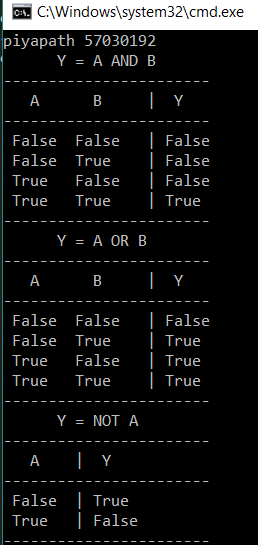 C:\Windows\system32\cmd.exe
piyapath 57030192
Y = A AND B
-----------------------
A B | Y
-----------------------
False False | False
False True | False
True False | False
True True | True
-----------------------
Y = A OR B
-----------------------
A B | Y
-----------------------
False False | False
False True | True
True False | True
True True | True
-----------------------
Y = NOT A
-----------------------
A | Y
-----------------------
False | True
True | False
-----------------------